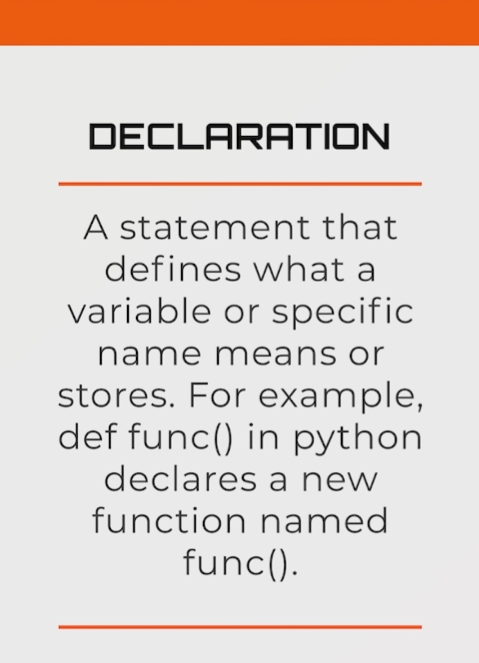 DECLARATION
A statement that
defines what a
variable or specific
name means or
stores. For example,
def func() in python
declares a new
function named
func().